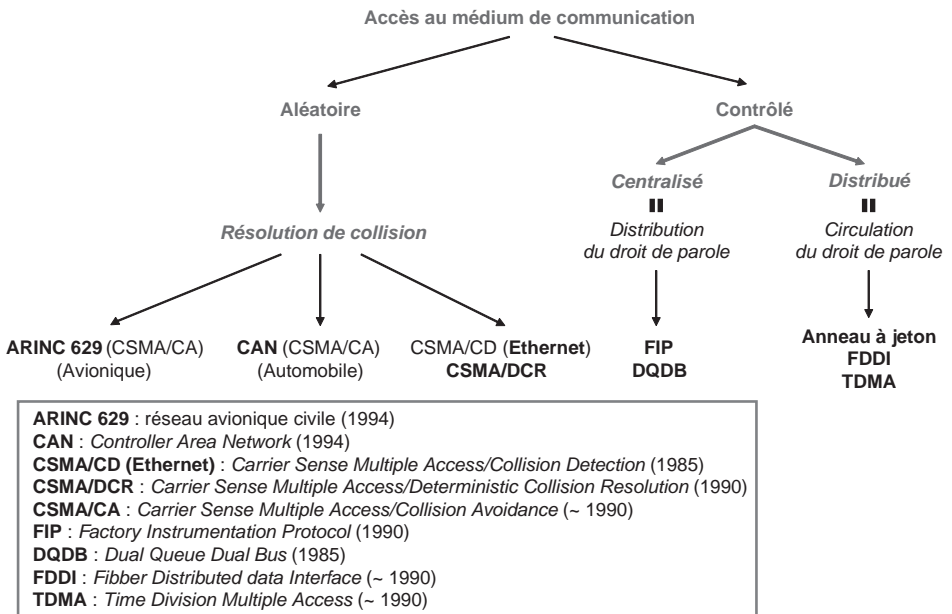 Accès au médium de communication
Aléatoire
Contrôlé
Centralisé
Distribué
Distribution
du droit de parole
Circulation
du droit de parole
Résolution de collision
ARINC 629 (CSMA/CA)
(Avionique)
CAN (CSMA/CA)
(Automobile)
CSMA/CD (Ethernet)
CSMA/DCR
FIP
DQDB
Anneau à jeton
FDDI
TDMA
ARINC 629 : réseau avionique civile (1994)
CAN : Controller Area Network (1994)
CSMA/CD (Ethernet) : Carrier Sense Multiple Access/Collision Detection (1985)
CSMA/DCR : Carrier Sense Multiple Access/Deterministic Collision Resolution (1990)
CSMA/CA : Carrier Sense Multiple Access/Collision Avoidance (~ 1990)
FIP : Factory Instrumentation Protocol (1990)
DQDB : Dual Queue Dual Bus (1985)
FDDI : Fibber Distributed data Interface (~ 1990)
TDMA : Time Division Multiple Access (~ 1990)